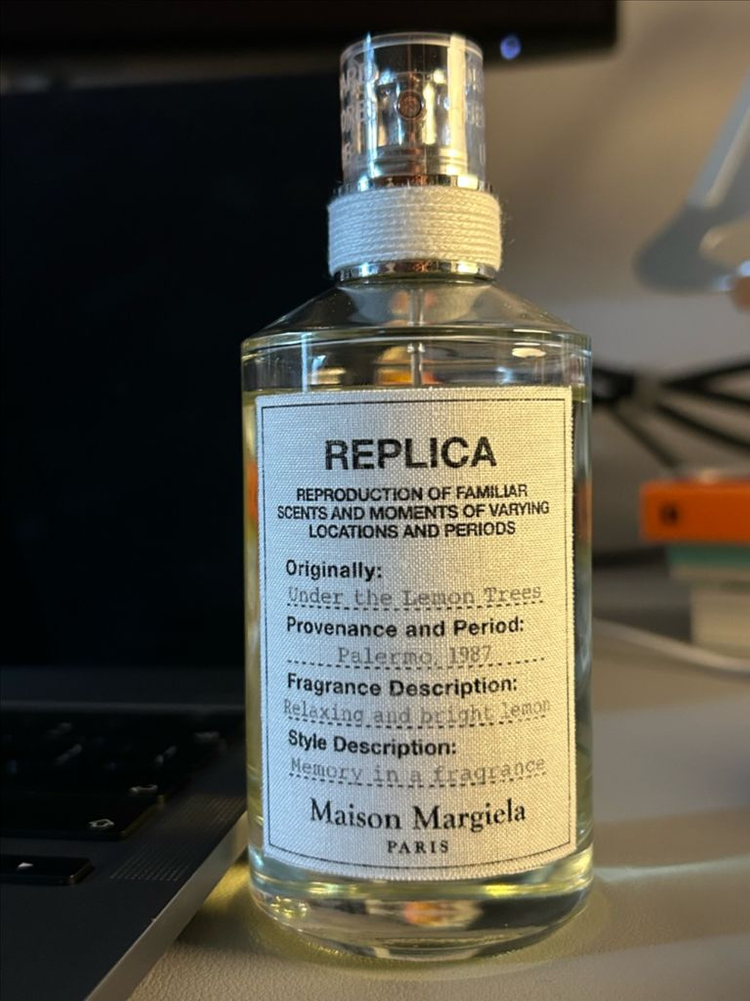 REPLICA
REPRODUCTION OF FAMILIAR
SCENTS AND MOMENTS OF VARYING
LOCATIONS AND PERIODS
Originally:
Under the Lemon Trees
Provenance and Period:
Palermo, 1987
Fragrance Description:
Relaxing and bright lemon
Style Description:
Memory in a fragrance
Maison Margiela
PARIS